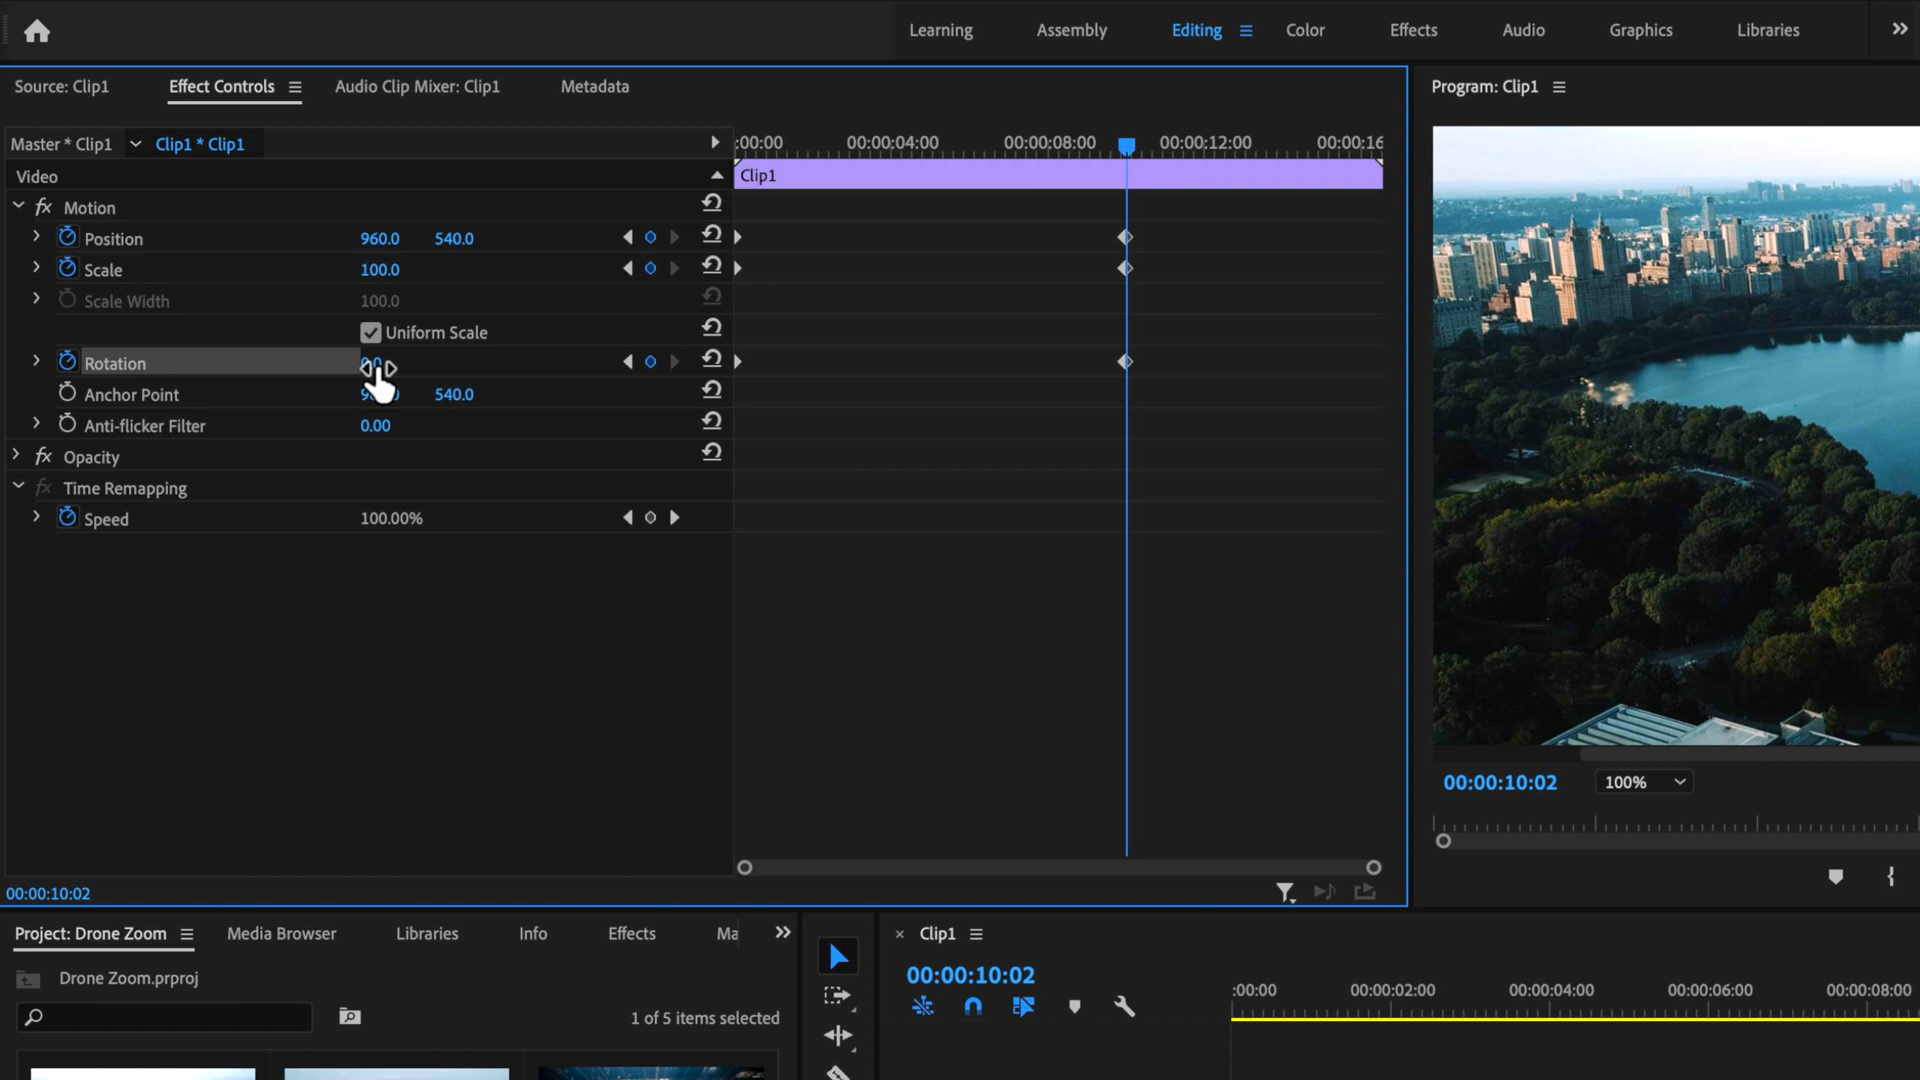 Learning Assembly Editing Color Effects Audio Graphics Libraries
Source: Clip1 Effect Controls Audio Clip Mixer: Clip1 Metadata
Program: Clip1
Master * Clip1 Clip1 * Clip1
:00:00 00:00:04:00 00:00:08:00 00:00:12:00 00:00:16
Video
Clip1
fx Motion
Position 960.0 540.0
Scale 100.0
Scale Width 100.0
Uniform Scale
Rotation
Anchor Point 540.0
Anti-flicker Filter 0.00
fx Opacity
fx Time Remapping
Speed 100.00%
00:00:10:02 100%
00:00:10:02
Project: Drone Zoom Media Browser Libraries Info Effects Ma
Drone Zoom.prproj
1 of 5 items selected
× Clip1
00:00:10:02
:00:00 00:00:02:00 00:00:04:00 00:00:06:00 00:00:08:00